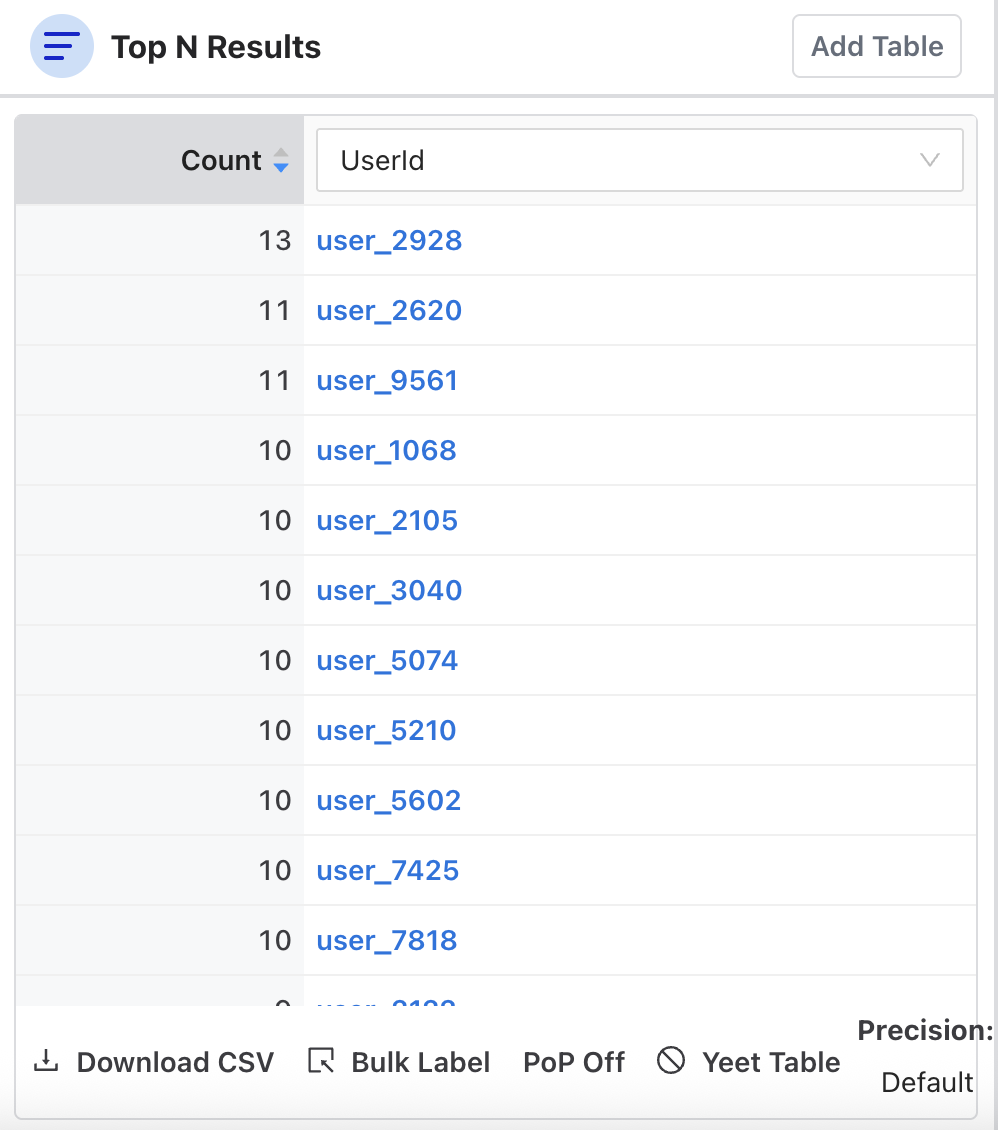 Top N Results
Add Table
Count
UserId
13 user_2928
11 user_2620
11 user_9561
10 user_1068
10 user_2105
10 user_3040
10 user_5074
10 user_5210
10 user_5602
10 user_7425
10 user_7818
Precision:
Download CSV Bulk Label PoP Off Yeet Table
Default